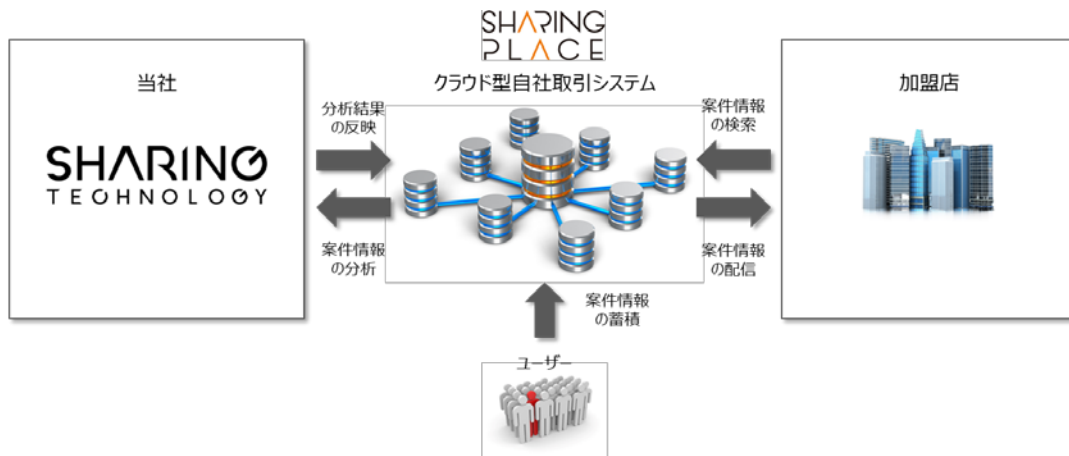 SHARING
PLACE
クラウド型自社取引システム
当社
SHARING
TECHNOLOGY
分析結果
の反映
案件情報
の分析
案件情報
の検索
案件情報
の配信
加盟店
案件情報
の蓄積
ユーザー